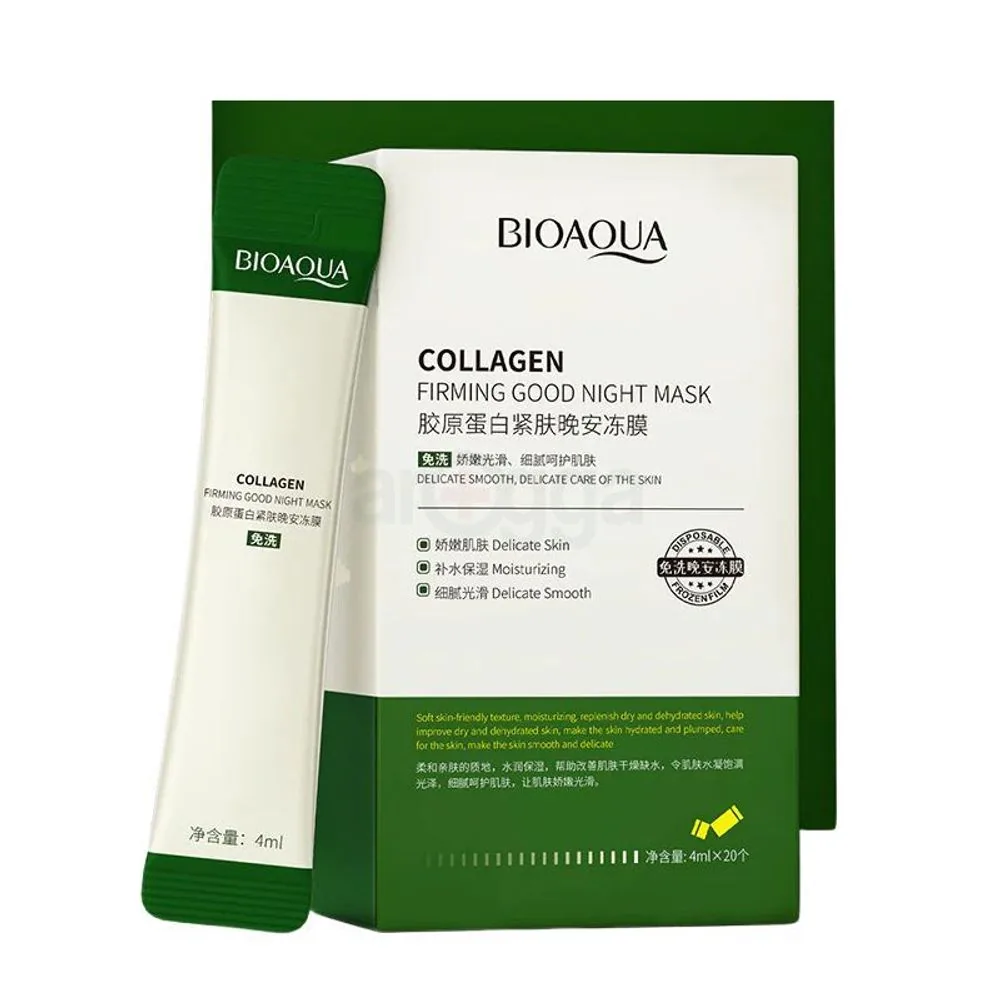 BIOAQUA
COLLAGEN
FIRMING GOOD NIGHT MASK
胶原蛋白紧肤晚安冻膜
免洗
净含量：4ml
BIOAQUA
COLLAGEN
FIRMING GOOD NIGHT MASK
胶原蛋白紧肤晚安冻膜
免洗 娇嫩光滑、细腻呵护肌肤
DELICATE SMOOTH, DELICATE CARE OF THE SKIN
娇嫩肌肤 Delicate Skin
补水保湿 Moisturizing
细腻光滑 Delicate Smooth
DISPOSABLE
免洗晚安冻膜
FROZEN FILM
Soft skin-friendly texture, moisturizing, replenish dry and dehydrated skin, help
improve dry and dehydrated skin, make the skin hydrated and plumped, care
for the skin, make the skin smooth and delicate
柔和亲肤的质地，水润保湿，帮助改善肌肤干燥缺水，令肌肤水凝饱满
光泽，细腻呵护肌肤，让肌肤娇嫩光滑。
净含量: 4ml×20个